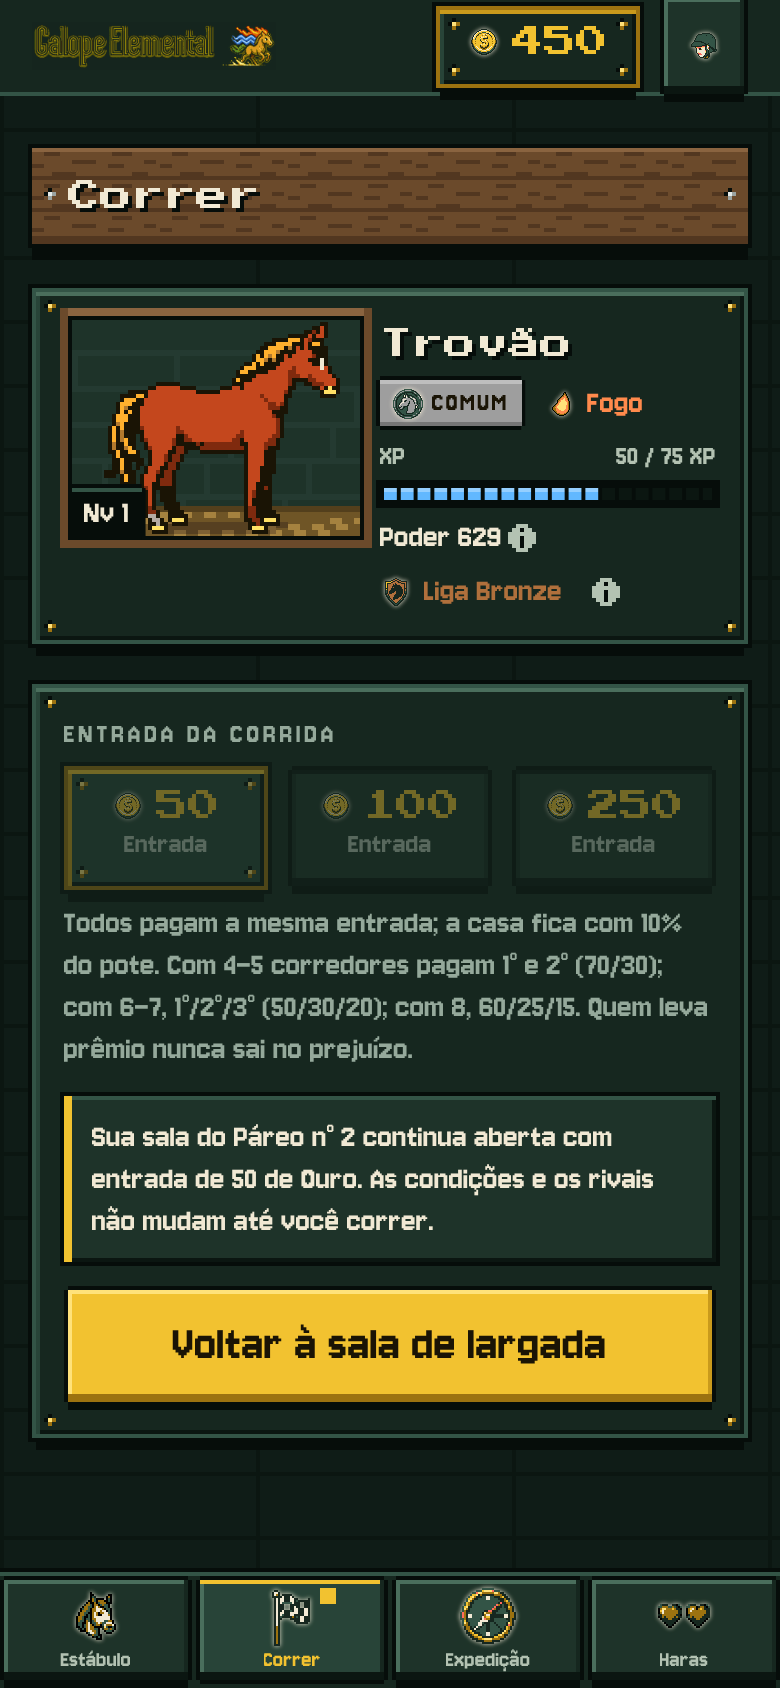 Galope Elemental
450
Correr
Trovão
COMUM
Fogo
XP
50 / 75 XP
Nv 1
Poder 629
Liga Bronze
ENTRADA DA CORRIDA
50
Entrada
100
Entrada
250
Entrada
Todos pagam a mesma entrada; a casa fica com 10%
do pote. Com 4–5 corredores pagam 1º e 2º (70/30);
com 6–7, 1º/2º/3º (50/30/20); com 8, 60/25/15. Quem leva
prêmio nunca sai no prejuízo.
Sua sala do Páreo nº 2 continua aberta com
entrada de 50 de Ouro. As condições e os rivais
não mudam até você correr.
Voltar à sala de largada
Estábulo
Correr
Expedição
Haras